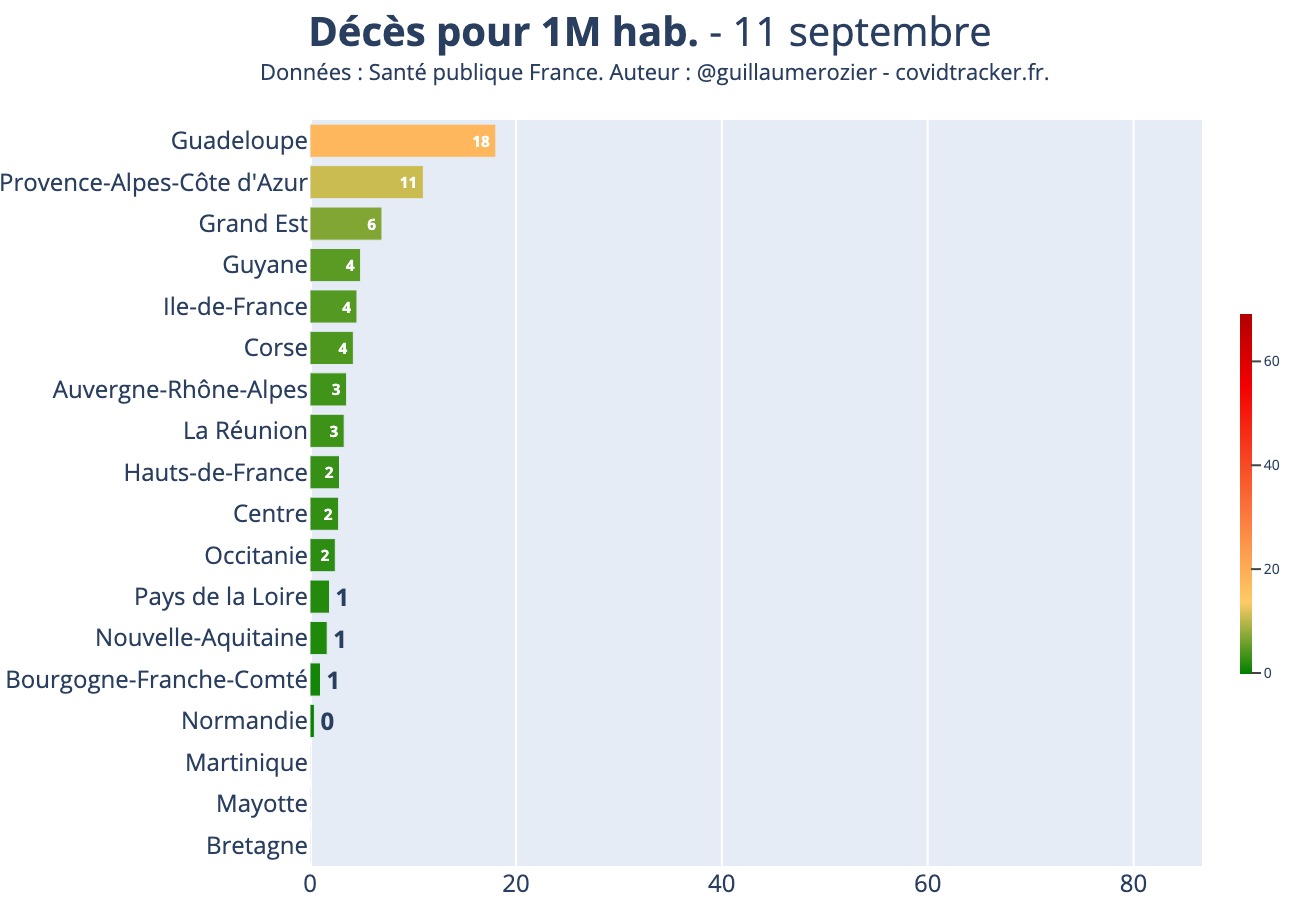 Décès pour 1M hab. - 11 septembre
Données : Santé publique France. Auteur : @guillaumerozier - covidtracker.fr.
Guadeloupe 18
Provence-Alpes-Côte d'Azur 11
Grand Est 6
Guyane 4
Ile-de-France 4
Corse 4
Auvergne-Rhône-Alpes 3
La Réunion 3
Hauts-de-France 2
Centre 2
Occitanie 2
Pays de la Loire 1
Nouvelle-Aquitaine 1
Bourgogne-Franche-Comté 1
Normandie 0
Martinique
Mayotte
Bretagne
0 20 40 60 80
60
40
20
0